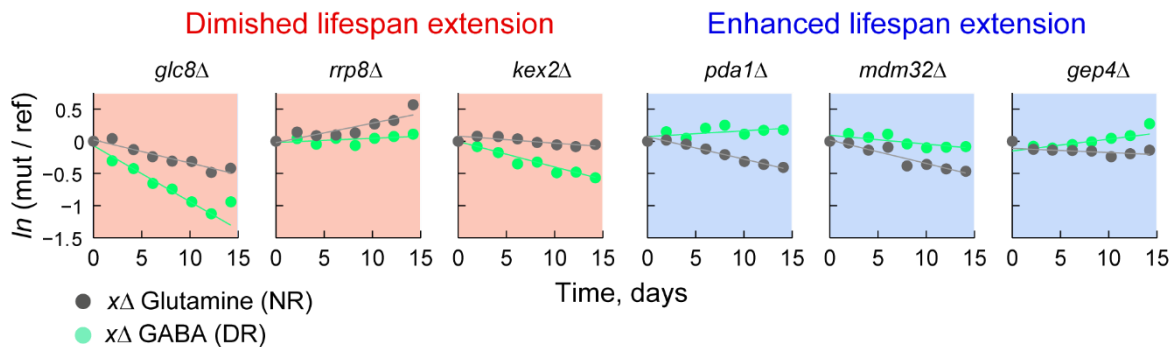 Dimished lifespan extension
Enhanced lifespan extension
glc8Δ rrp8Δ kex2Δ pda1Δ mdm32Δ gep4Δ
ln (mut / ref)
0.5
0
−0.5
−1
−1.5
0 5 10 15 0 5 10 15 0 5 10 15 0 5 10 15 0 5 10 15 0 5 10 15
Time, days
xΔ Glutamine (NR)
xΔ GABA (DR)